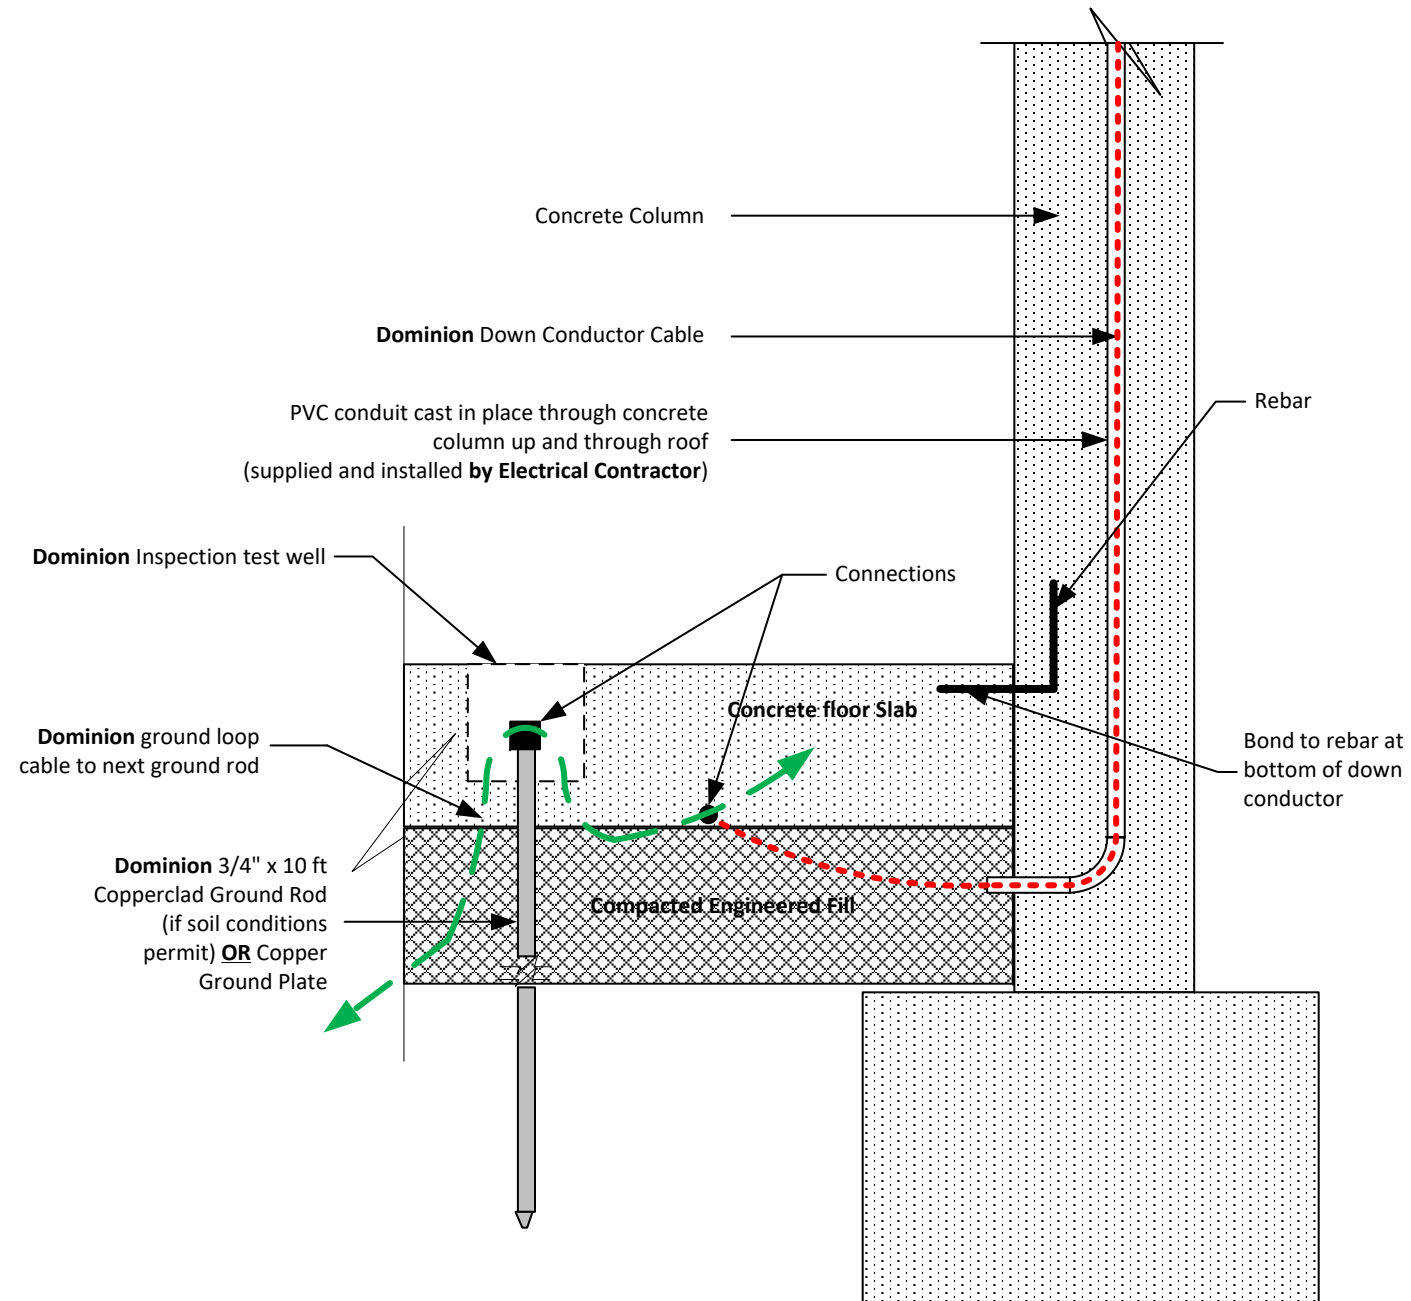 Concrete Column
Dominion Down Conductor Cable
PVC conduit cast in place through concrete
column up and through roof
(supplied and installed by Electrical Contractor)
Rebar
Dominion Inspection test well
Connections
Concrete floor Slab
Dominion ground loop
cable to next ground rod
Bond to rebar at
bottom of down
conductor
Dominion 3/4" x 10 ft
Copperclad Ground Rod
(if soil conditions
permit) OR Copper
Ground Plate
Compacted Engineered Fill